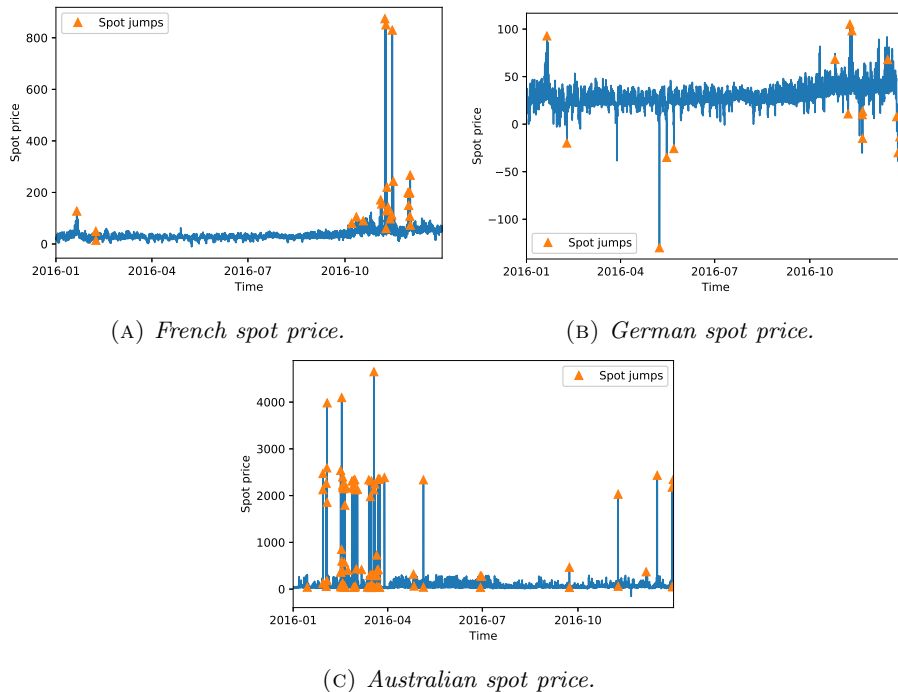 Spot jumps
800
600
400
200
0
Spot price
2016-01
2016-04
2016-07
2016-10
Time
(A) French spot price.
100
50
0
−50
−100
Spot price
Spot jumps
2016-01
2016-04
2016-07
2016-10
Time
(B) German spot price.
Spot jumps
4000
3000
2000
1000
0
Spot price
2016-01
2016-04
2016-07
2016-10
Time
(C) Australian spot price.